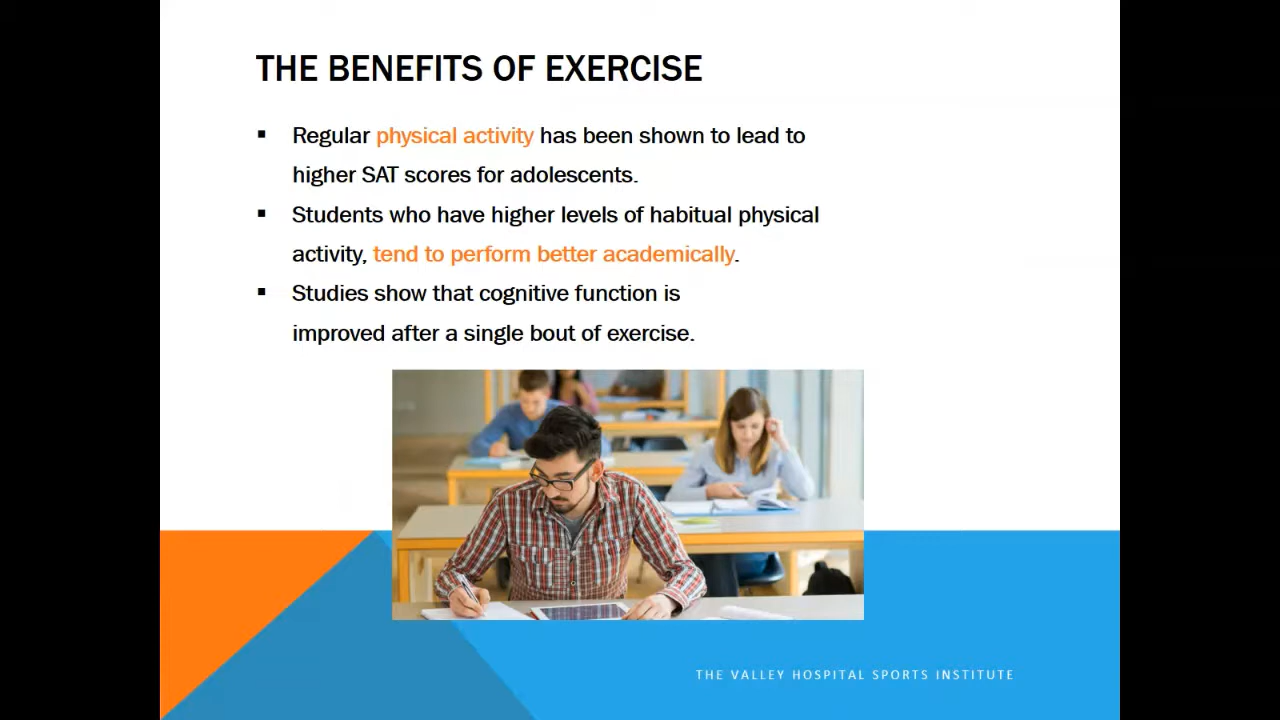 THE BENEFITS OF EXERCISE
▪ Regular physical activity has been shown to lead to
higher SAT scores for adolescents.
▪ Students who have higher levels of habitual physical
activity, tend to perform better academically.
▪ Studies show that cognitive function is
improved after a single bout of exercise.
THE VALLEY HOSPITAL SPORTS INSTITUTE